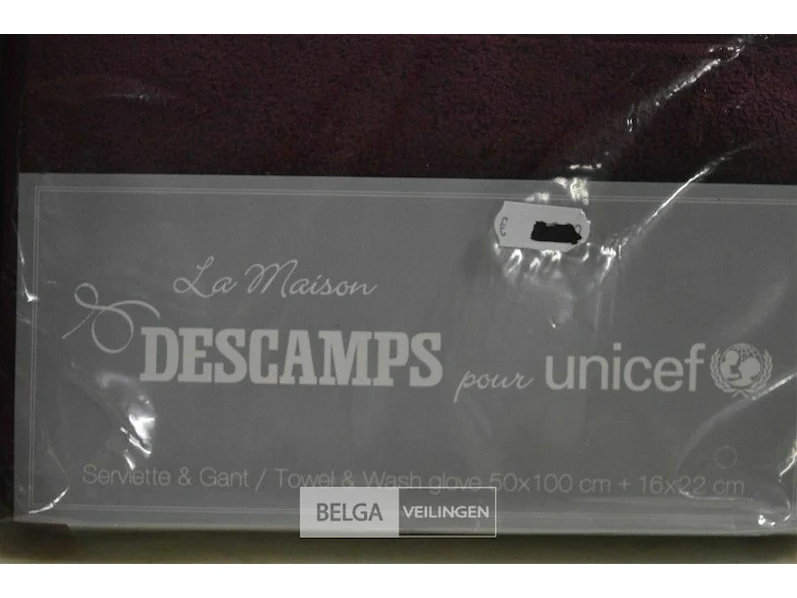 La Maison
DESCAMPS pour unicef
Serviette & Gant / Towel & Wash glove 50x100 cm + 16x22 cm
BELGA VEILINGEN